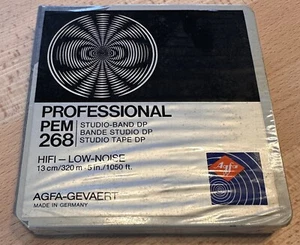 PROFESSIONAL
PEM
268
STUDIO-BAND DP
BANDE STUDIO DP
STUDIO TAPE DP
HIFI – LOW-NOISE
13 cm/320 m · 5 in./1050 ft.
Agfa
AGFA-GEVAERT
MADE IN GERMANY